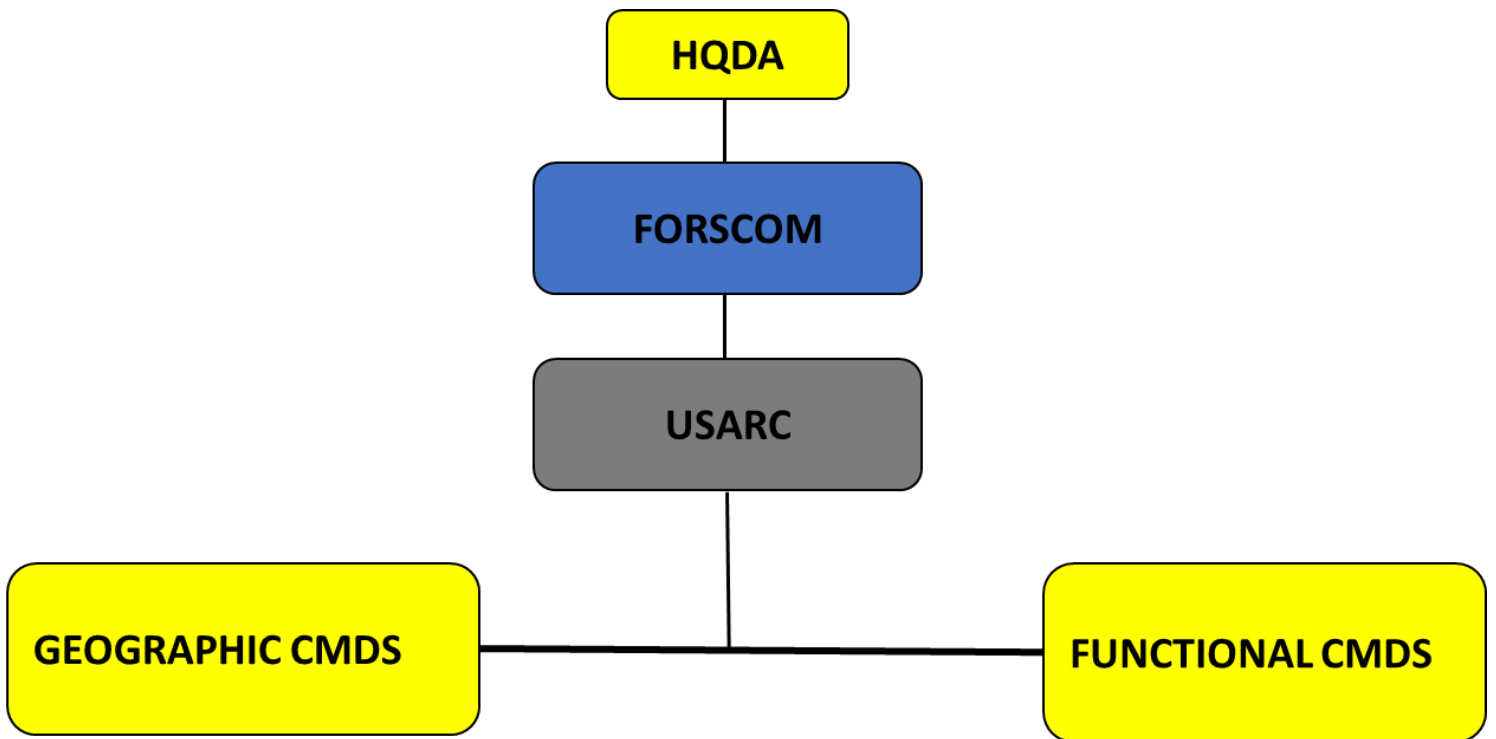 HQDA
FORSCOM
USARC
GEOGRAPHIC CMDS
FUNCTIONAL CMDS